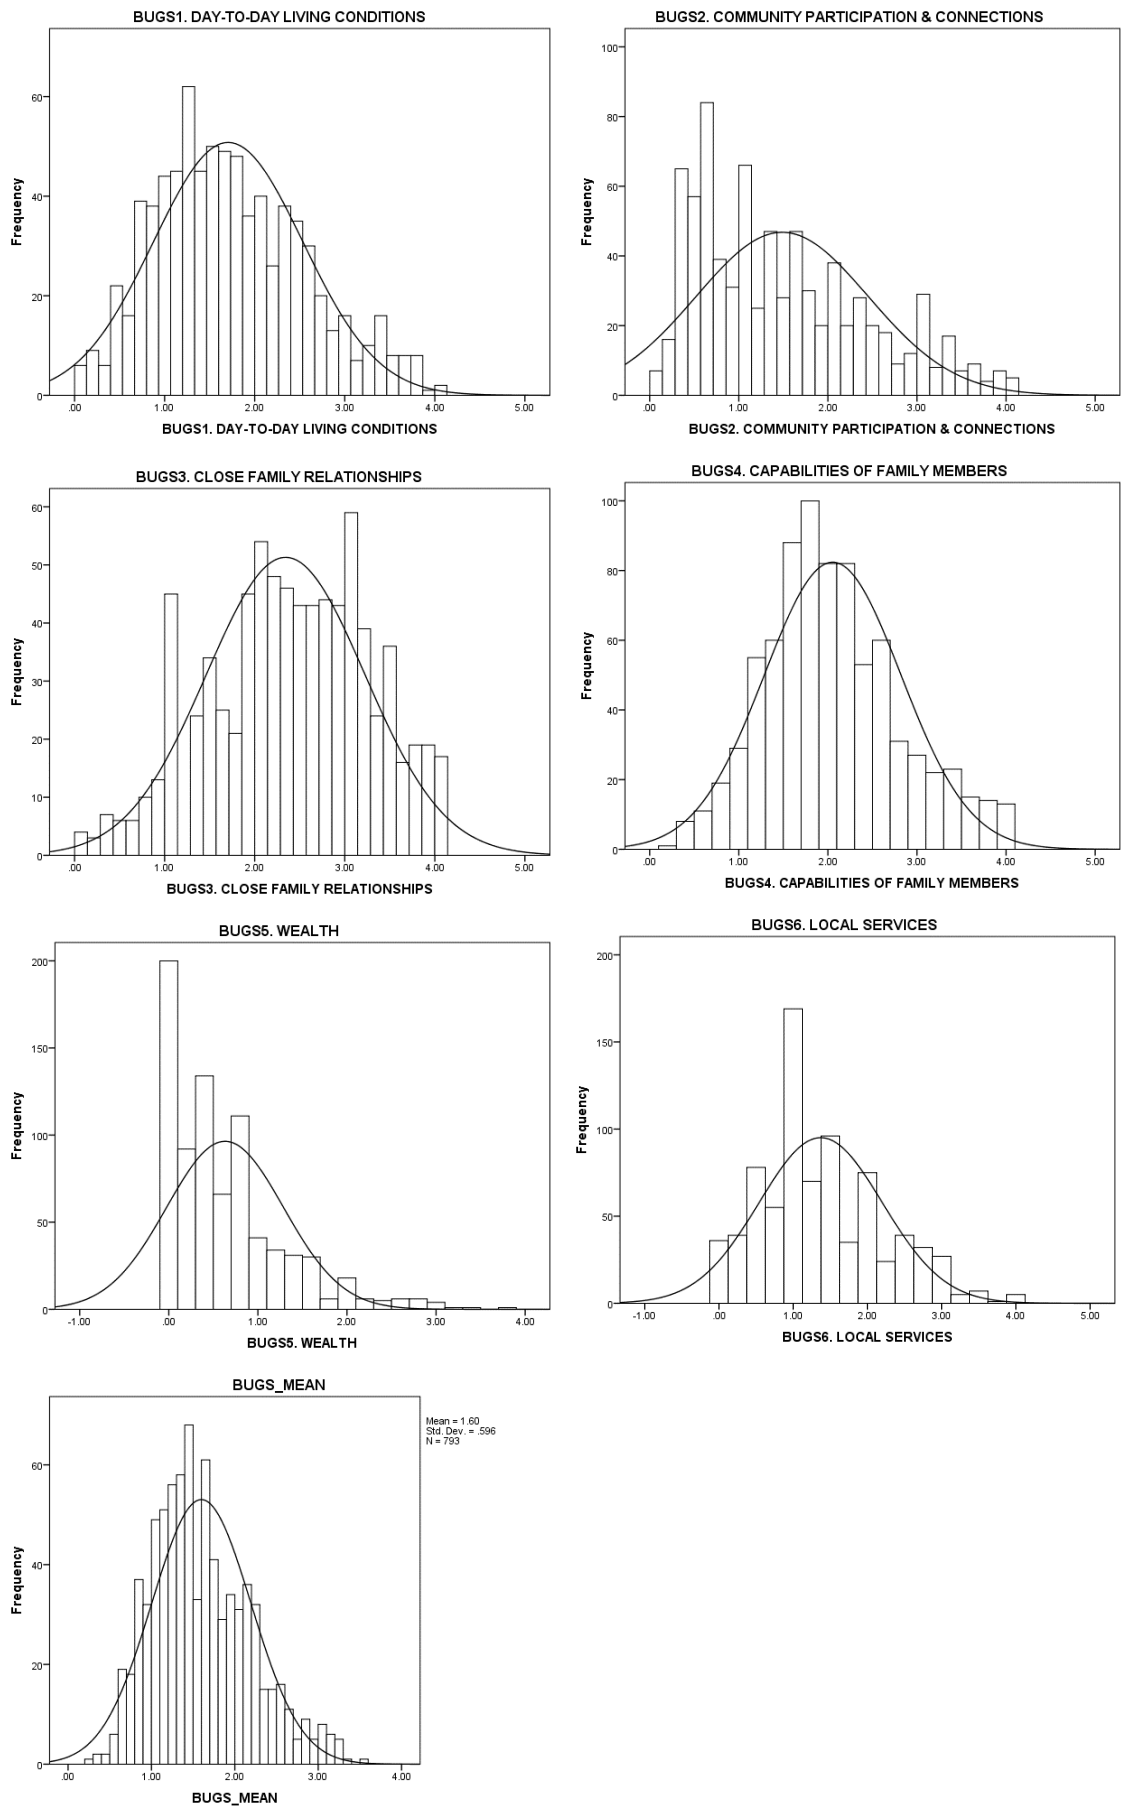 BUGS1. DAY-TO-DAY LIVING CONDITIONS
Frequency
60
40
20
0
.00 1.00 2.00 3.00 4.00 5.00
BUGS1. DAY-TO-DAY LIVING CONDITIONS
BUGS2. COMMUNITY PARTICIPATION & CONNECTIONS
Frequency
100
80
60
40
20
0
.00 1.00 2.00 3.00 4.00 5.00
BUGS2. COMMUNITY PARTICIPATION & CONNECTIONS
BUGS3. CLOSE FAMILY RELATIONSHIPS
Frequency
60
50
40
30
20
10
0
.00 1.00 2.00 3.00 4.00 5.00
BUGS3. CLOSE FAMILY RELATIONSHIPS
BUGS4. CAPABILITIES OF FAMILY MEMBERS
Frequency
100
80
60
40
20
0
.00 1.00 2.00 3.00 4.00 5.00
BUGS4. CAPABILITIES OF FAMILY MEMBERS
BUGS5. WEALTH
Frequency
200
150
100
50
0
-1.00 .00 1.00 2.00 3.00 4.00
BUGS5. WEALTH
BUGS6. LOCAL SERVICES
Frequency
200
150
100
50
0
-1.00 .00 1.00 2.00 3.00 4.00 5.00
BUGS6. LOCAL SERVICES
BUGS_MEAN
Mean = 1.60
Std. Dev. = .596
N = 793
Frequency
60
40
20
0
.00 1.00 2.00 3.00 4.00
BUGS_MEAN